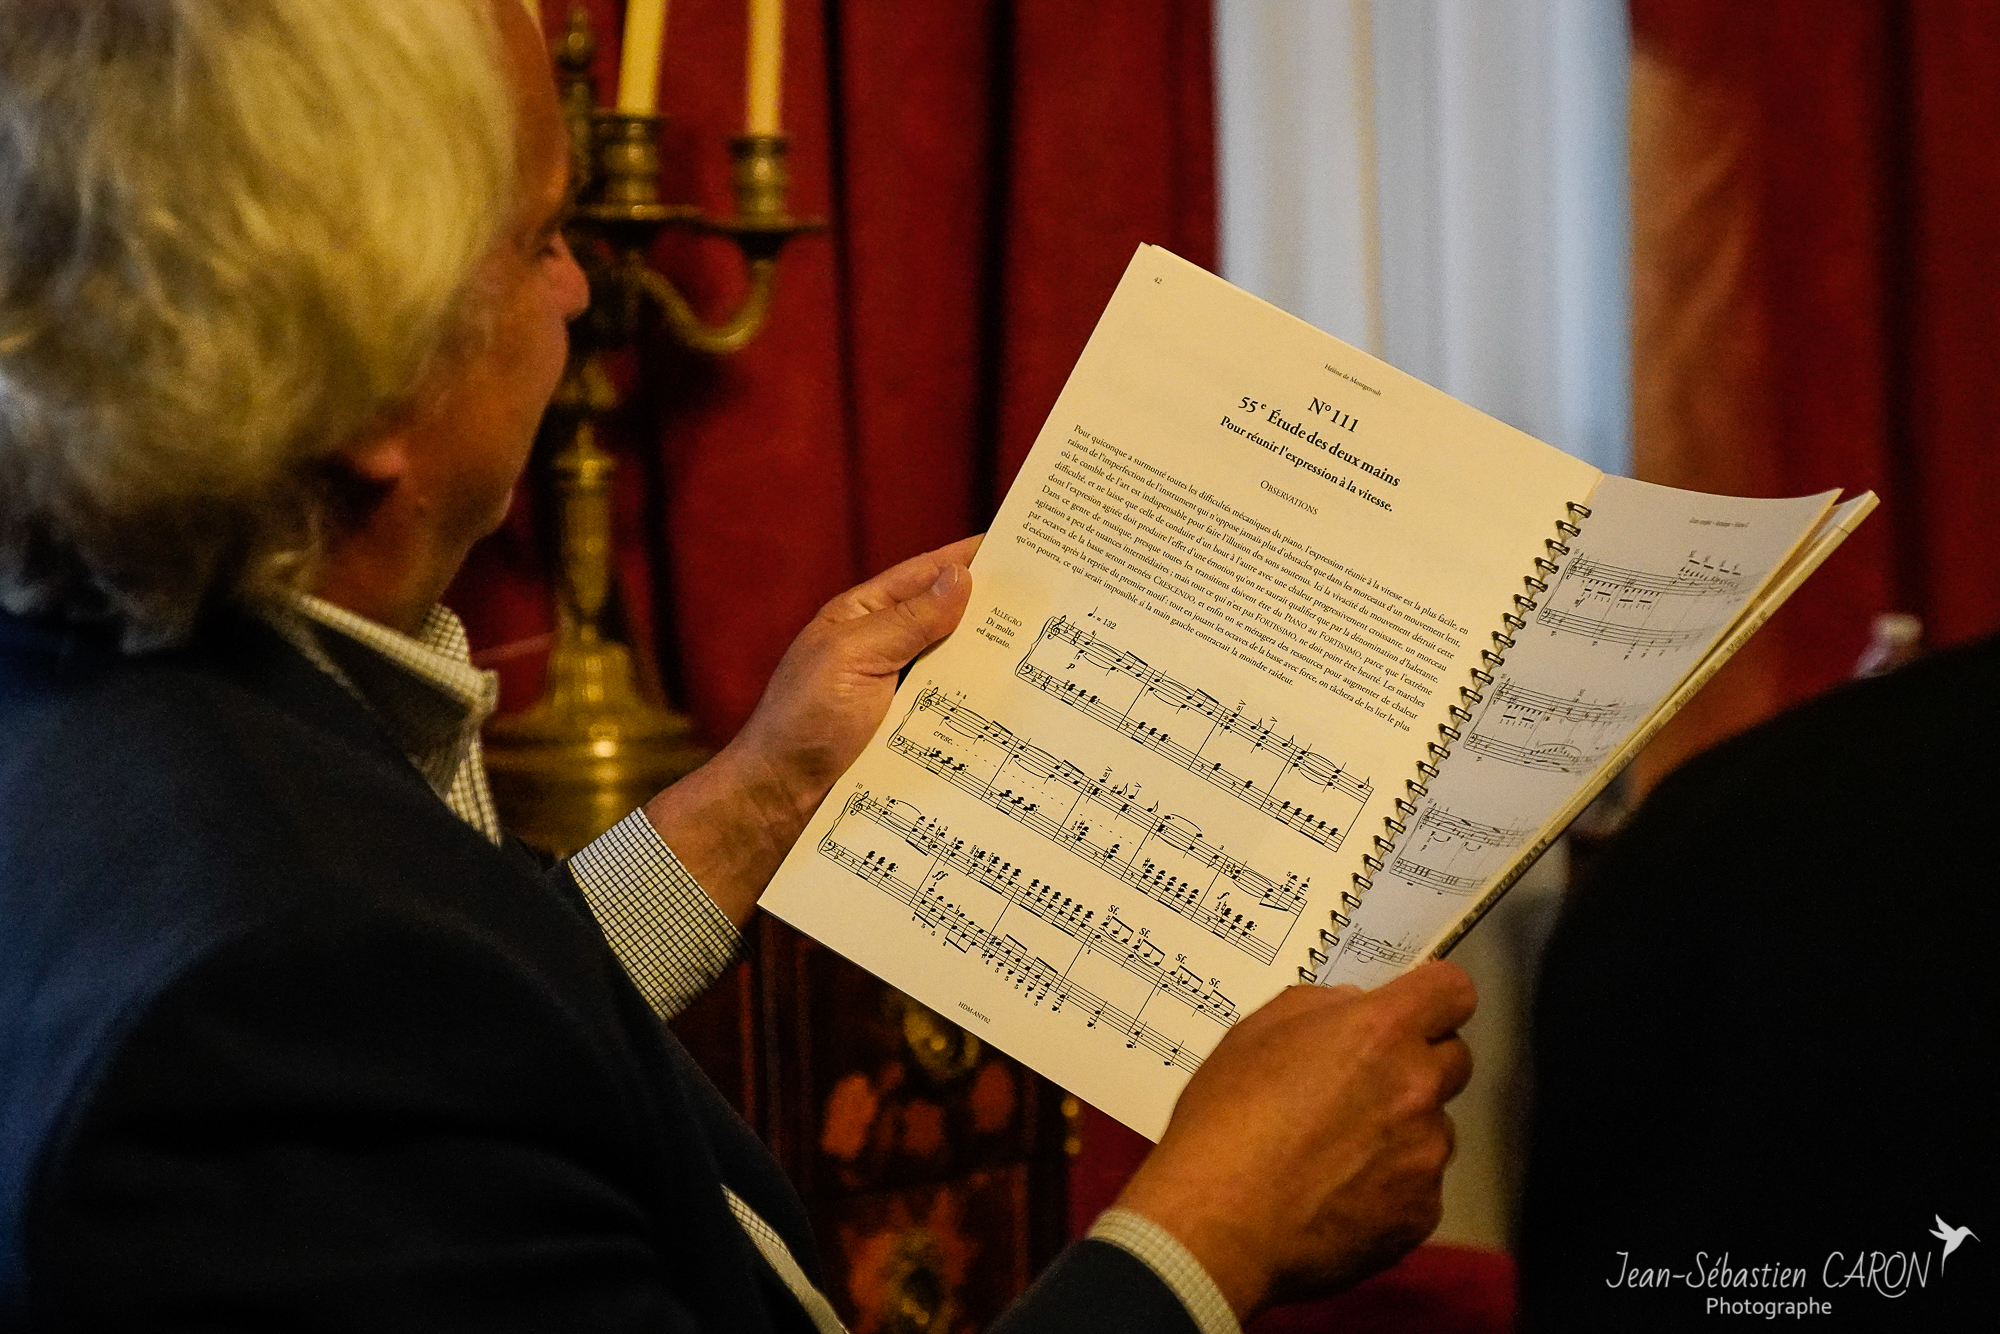 42
Hélène de Montgeroult
N° 111
55e Étude des deux mains
Pour réunir l'expression à la vitesse.
OBSERVATIONS
Pour quiconque a surmonté toutes les difficultés mécaniques du piano, l'expression réunie à la vitesse est la plus facile, en
raison de l'imperfection de l'instrument qui n'oppose jamais plus d'obstacles que dans les morceaux d'un mouvement lent,
où le comble de l'art est indispensable pour faire l'illusion des sons soutenus. Ici la vivacité du mouvement détruit cette
difficulté, et ne laisse que celle de conduire d'un bout à l'autre avec une chaleur progressivement croissante, un morceau
dont l'expresion agitée doit produire l'effet d'une émotion qu'on ne saurait qualifier que par la dénomination d'haletante.
Dans ce genre de musique, presque toutes les transitions doivent être du PIANO au FORTISSIMO, parce que l'extrême
agitation a peu de nuances intermédiaires ; mais tout ce qui n'est pas FORTISSIMO, ne doit point être heurté. Les marches
par octaves de la basse seront menées CRESCENDO, et enfin on se ménagera des ressources pour augmenter de chaleur
d'exécution après la reprise du premier motif : tout en jouant les octaves de la basse avec force, on tâchera de les lier le plus
qu'on pourra, ce qui serait impossible si la main gauche contractait la moindre raideur.
ALLEGRO
Di molto
ed agitato.
♩. = 132
p
5
cresc.
f
10
ff
Sf. Sf. Sf. Sf.
HDM-ANT02
Jean-Sébastien CARON
Photographe